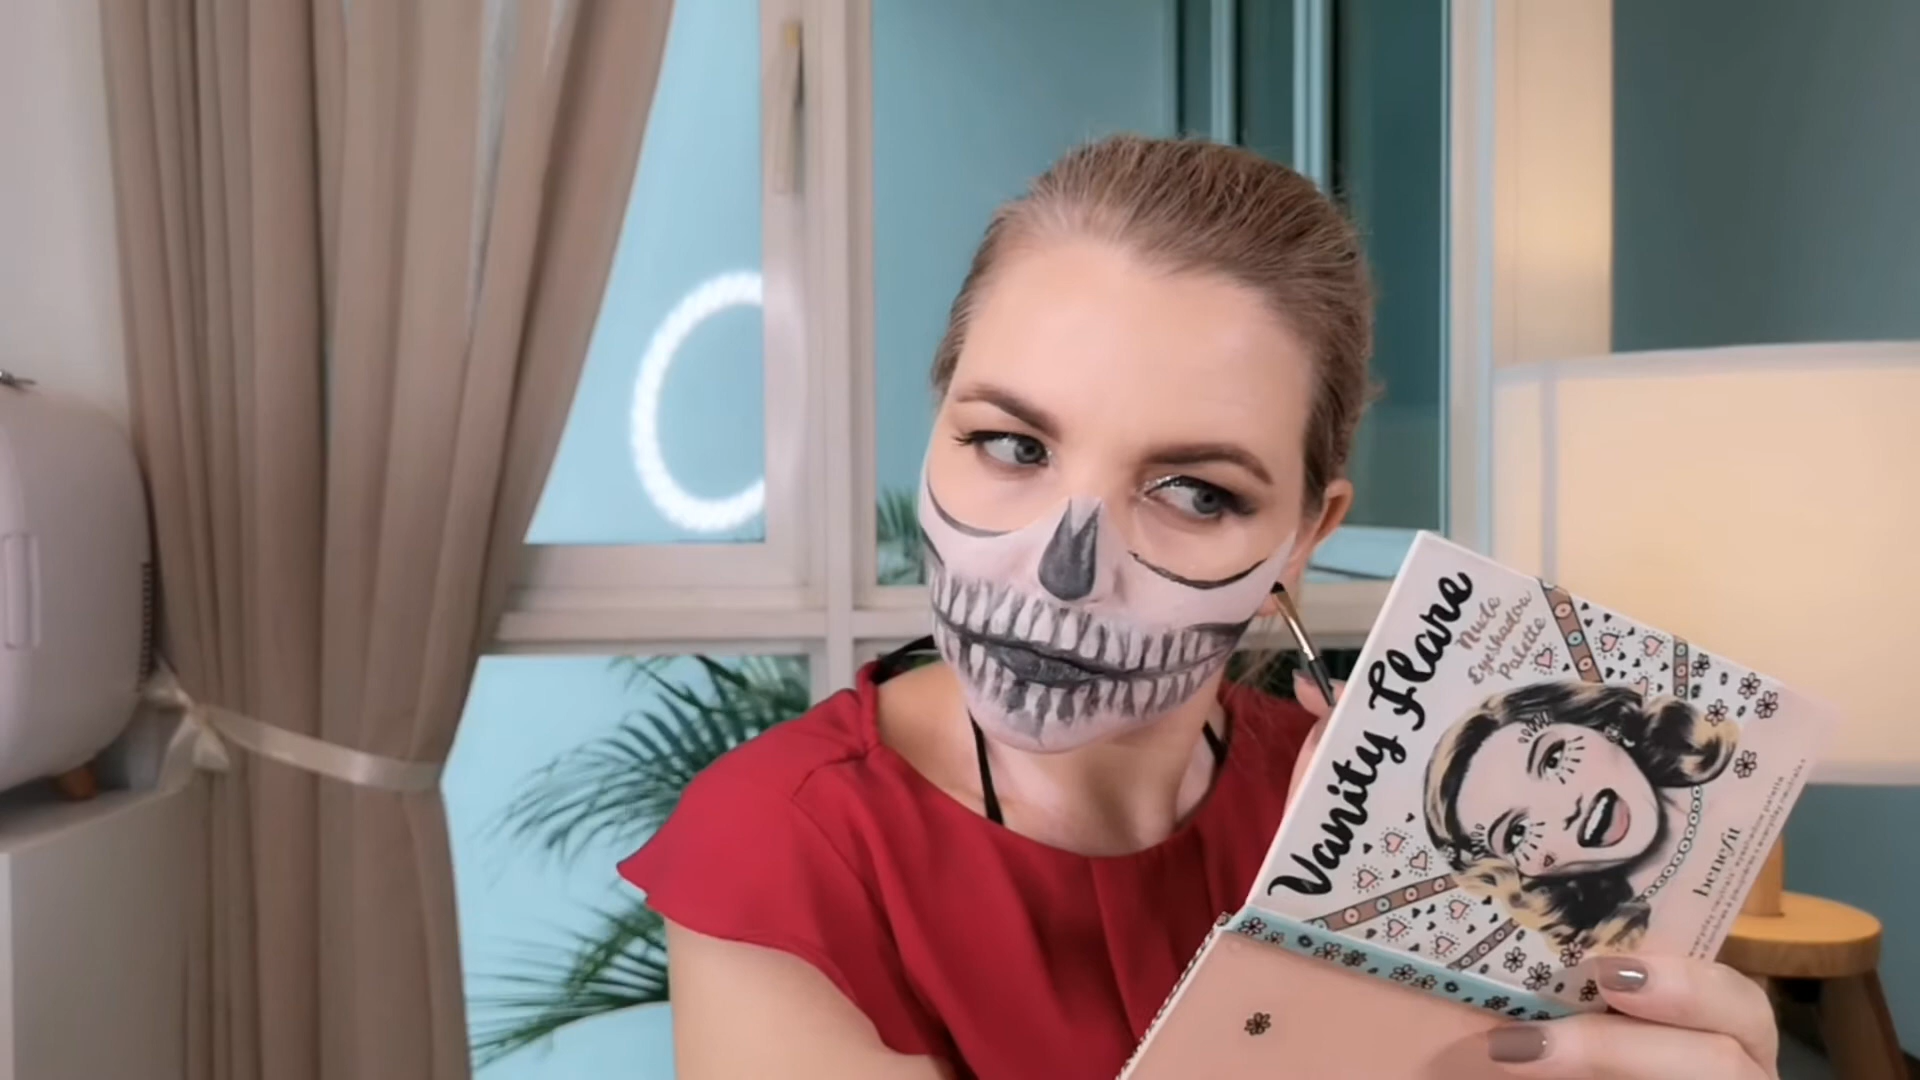 Vanity Flare
Nude
Eyeshadow
Palette
benefit